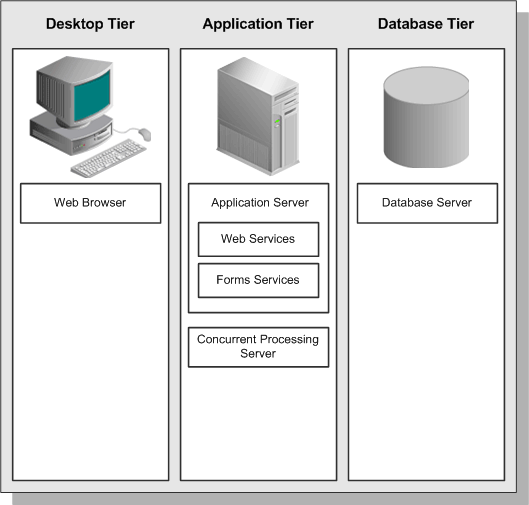 Desktop Tier
Application Tier
Database Tier
Web Browser
Application Server
Web Services
Forms Services
Concurrent Processing
Server
Database Server